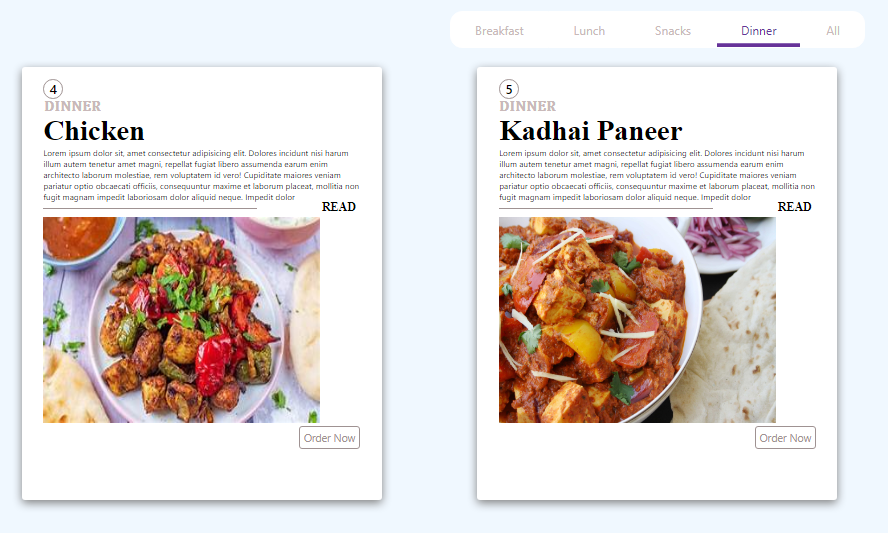 Breakfast Lunch Snacks Dinner All
4
DINNER
Chicken
Lorem ipsum dolor sit, amet consectetur adipisicing elit. Dolores incidunt nisi harum
illum autem tenetur amet magni, repellat fugiat libero assumenda earum enim
architecto laborum molestiae, rem voluptatem id vero! Cupiditate maiores veniam
pariatur optio obcaecati officiis, consequuntur maxime et laborum placeat, mollitia non
fugit magnam impedit laboriosam dolor aliquid neque. Impedit dolor
READ
Order Now
5
DINNER
Kadhai Paneer
Lorem ipsum dolor sit, amet consectetur adipisicing elit. Dolores incidunt nisi harum
illum autem tenetur amet magni, repellat fugiat libero assumenda earum enim
architecto laborum molestiae, rem voluptatem id vero! Cupiditate maiores veniam
pariatur optio obcaecati officiis, consequuntur maxime et laborum placeat, mollitia non
fugit magnam impedit laboriosam dolor aliquid neque. Impedit dolor
READ
Order Now